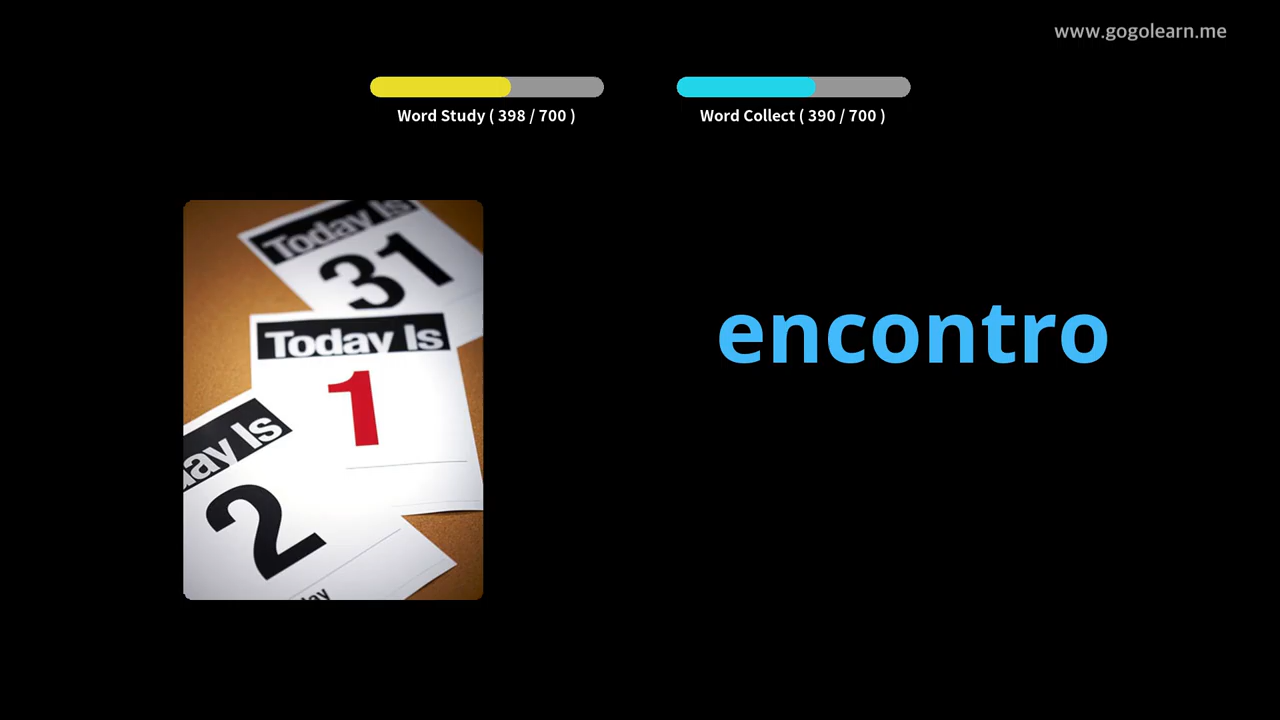 www.gogolearn.me
Word Study ( 398 / 700 )
Word Collect ( 390 / 700 )
Today Is
31
Today Is
1
encontro
ay Is
2
ay